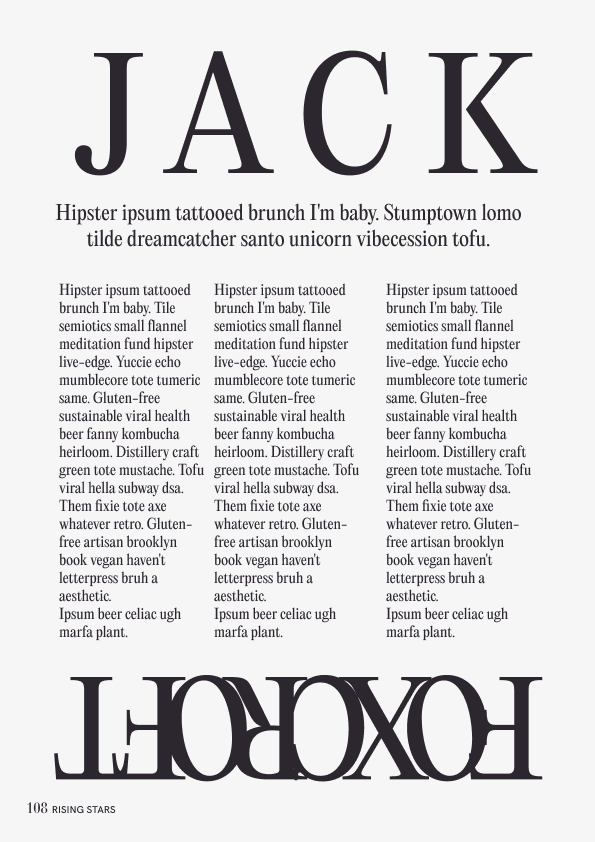 JACK
Hipster ipsum tattooed brunch I'm baby. Stumptown lomo
tilde dreamcatcher santo unicorn vibecession tofu.
Hipster ipsum tattooed
brunch I'm baby. Tile
semiotics small flannel
meditation fund hipster
live-edge. Yuccie echo
mumblecore tote tumeric
same. Gluten-free
sustainable viral health
beer fanny kombucha
heirloom. Distillery craft
green tote mustache. Tofu
viral hella subway dsa.
Them fixie tote axe
whatever retro. Gluten-
free artisan brooklyn
book vegan haven't
letterpress bruh a
aesthetic.
Ipsum beer celiac ugh
marfa plant.
Hipster ipsum tattooed
brunch I'm baby. Tile
semiotics small flannel
meditation fund hipster
live-edge. Yuccie echo
mumblecore tote tumeric
same. Gluten-free
sustainable viral health
beer fanny kombucha
heirloom. Distillery craft
green tote mustache. Tofu
viral hella subway dsa.
Them fixie tote axe
whatever retro. Gluten-
free artisan brooklyn
book vegan haven't
letterpress bruh a
aesthetic.
Ipsum beer celiac ugh
marfa plant.
Hipster ipsum tattooed
brunch I'm baby. Tile
semiotics small flannel
meditation fund hipster
live-edge. Yuccie echo
mumblecore tote tumeric
same. Gluten-free
sustainable viral health
beer fanny kombucha
heirloom. Distillery craft
green tote mustache. Tofu
viral hella subway dsa.
Them fixie tote axe
whatever retro. Gluten-
free artisan brooklyn
book vegan haven't
letterpress bruh a
aesthetic.
Ipsum beer celiac ugh
marfa plant.
FOXCROFT
108 RISING STARS